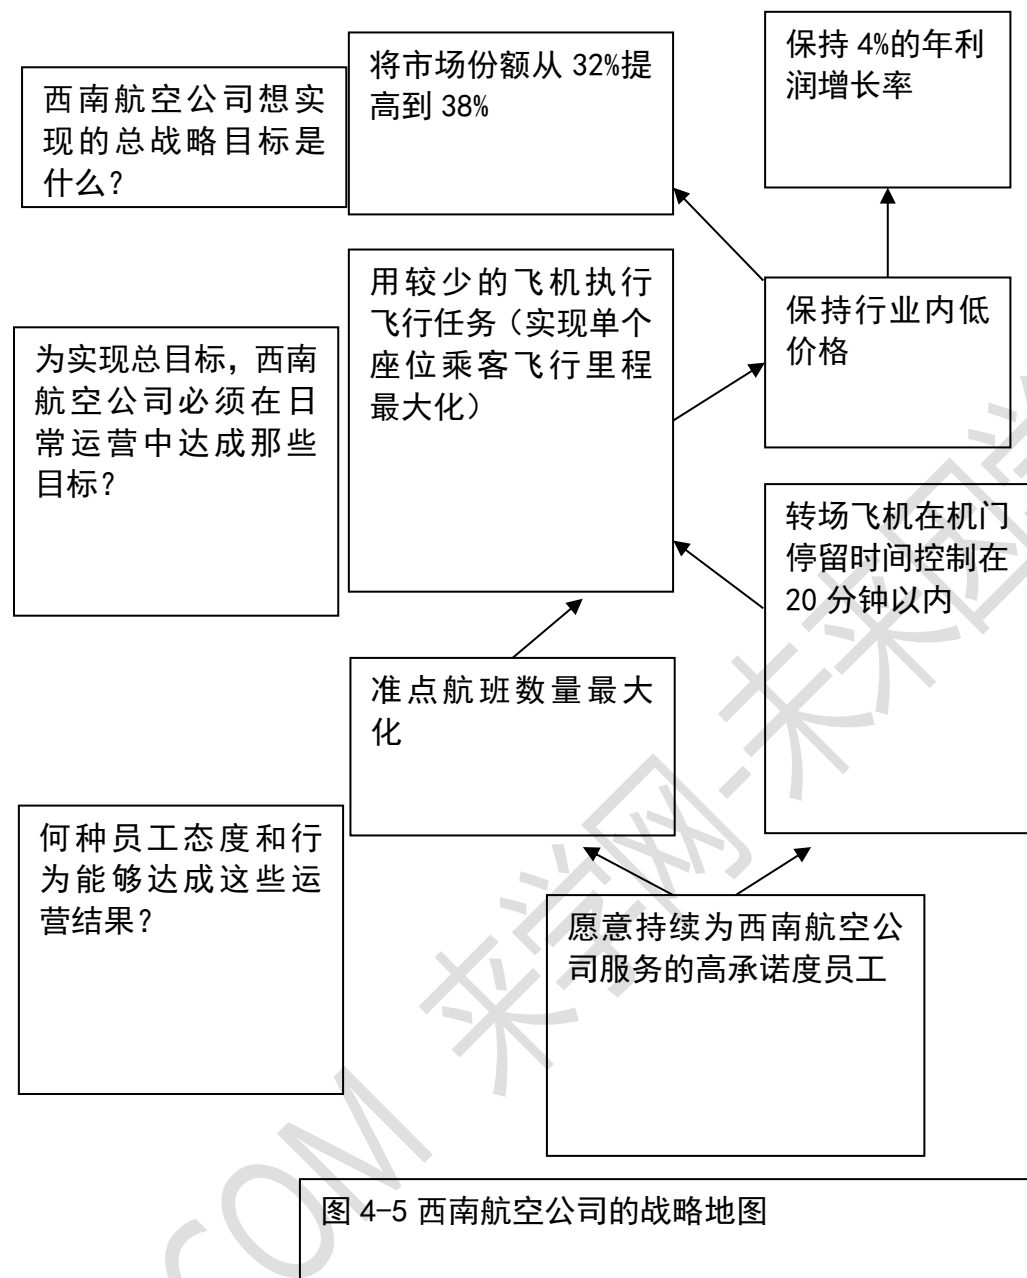 西南航空公司想实
现的总战略目标是
什么？
将市场份额从 32%提
高到 38%
保持 4%的年利
润增长率
为实现总目标，西南
航空公司必须在日
常运营中达成那些
目标？
用较少的飞机执行
飞行任务（实现单个
座位乘客飞行里程
最大化）
保持行业内低
价格
转场飞机在机门
停留时间控制在
20 分钟以内
准点航班数量最大
化
何种员工态度和行
为能够达成这些运
营结果？
愿意持续为西南航空公
司服务的高承诺度员工
图 4-5 西南航空公司的战略地图
COM 来学网-未来因学